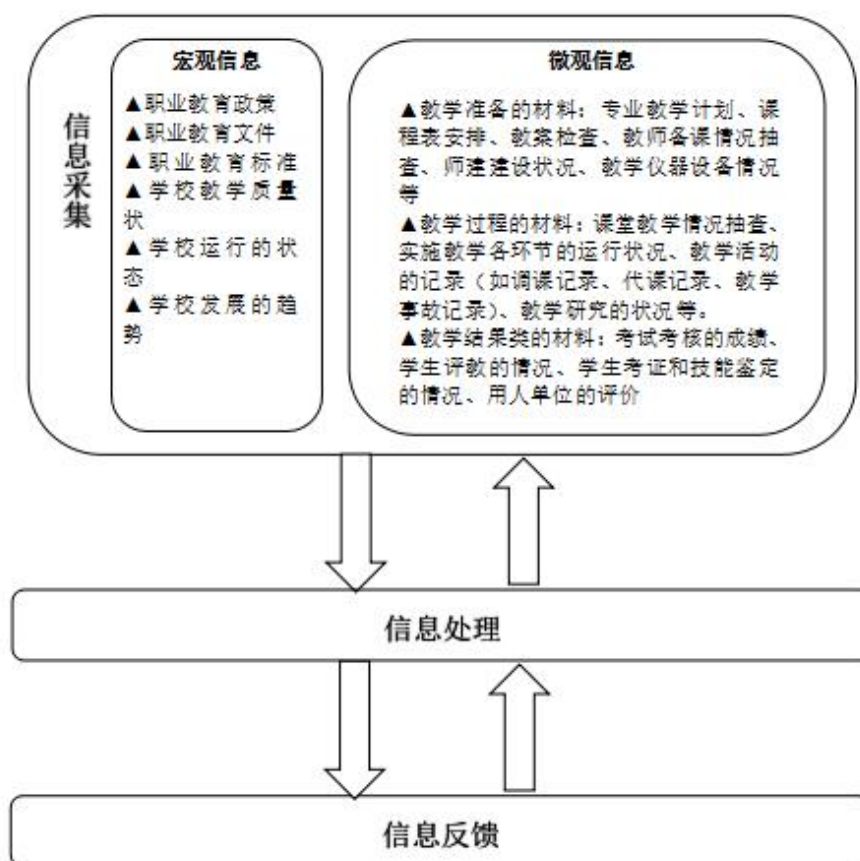 信息采集
宏观信息
▲职业教育政策
▲职业教育文件
▲职业教育标准
▲学校教学质量
状
▲学校运行的状
态
▲学校发展的趋
势
微观信息
▲教学准备的材料：专业教学计划、课
程表安排、教案检查、教师备课情况抽
查、师建建设状况、教学仪器设备情况
等
▲教学过程的材料：课堂教学情况抽查、
实施教学各环节的运行状况、教学活动
的记录（如调课记录、代课记录、教学
事故记录）、教学研究的状况等。
▲教学结果类的材料：考试考核的成绩、
学生评教的情况、学生考证和技能鉴定
的情况、用人单位的评价
信息处理
信息反馈